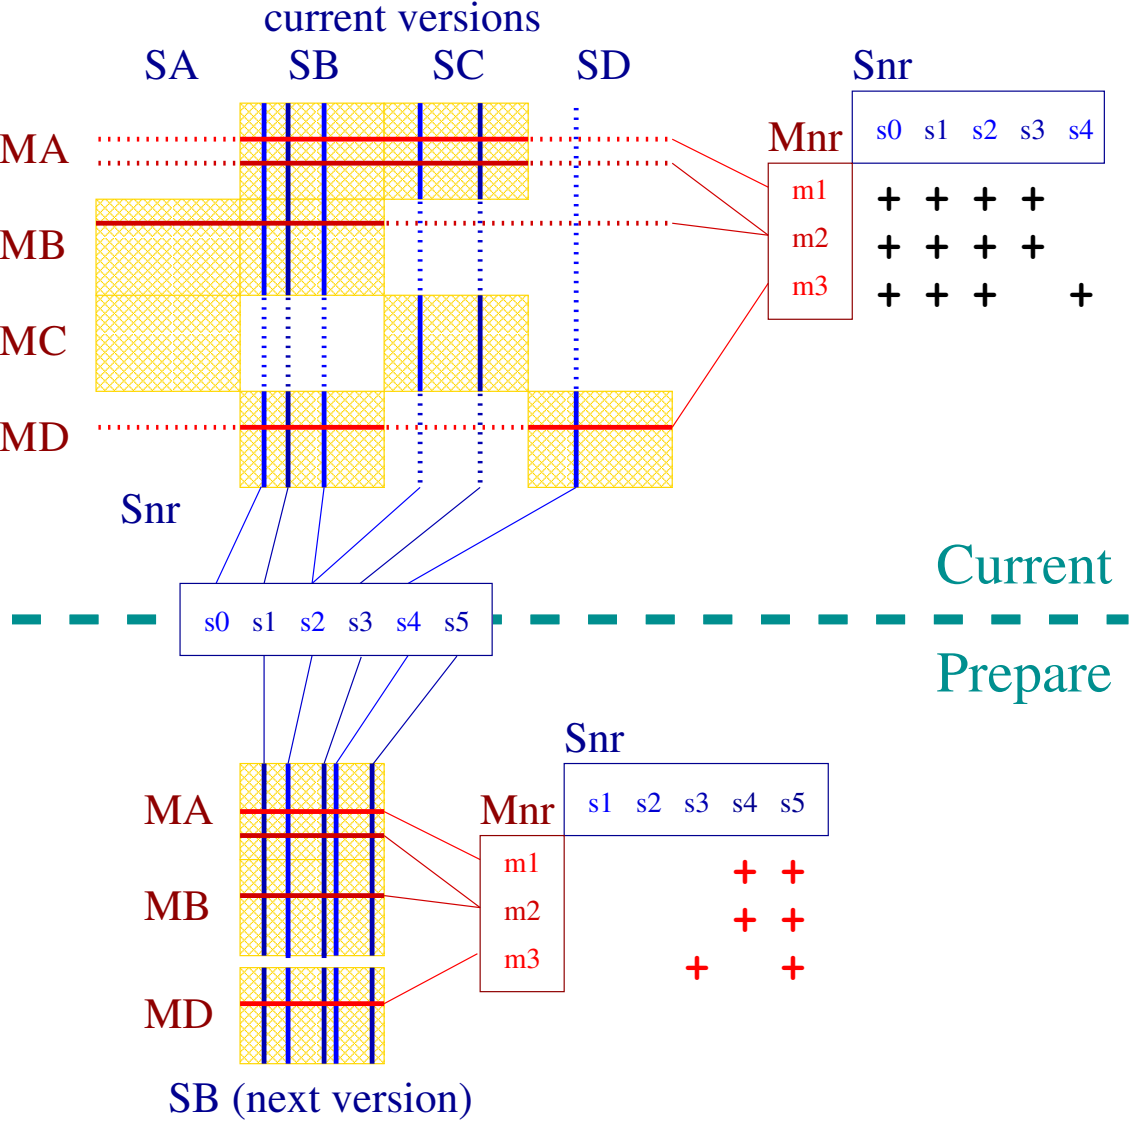 current versions
SA SB SC SD Snr
Mnr s0 s1 s2 s3 s4
MA
m1 + + + +
MB m2 + + + +
m3 + + + +
MC
MD
Snr
Current
s0 s1 s2 s3 s4 s5
Prepare
Snr
MA Mnr s1 s2 s3 s4 s5
m1 + +
MB m2 + +
m3 + +
MD
SB (next version)